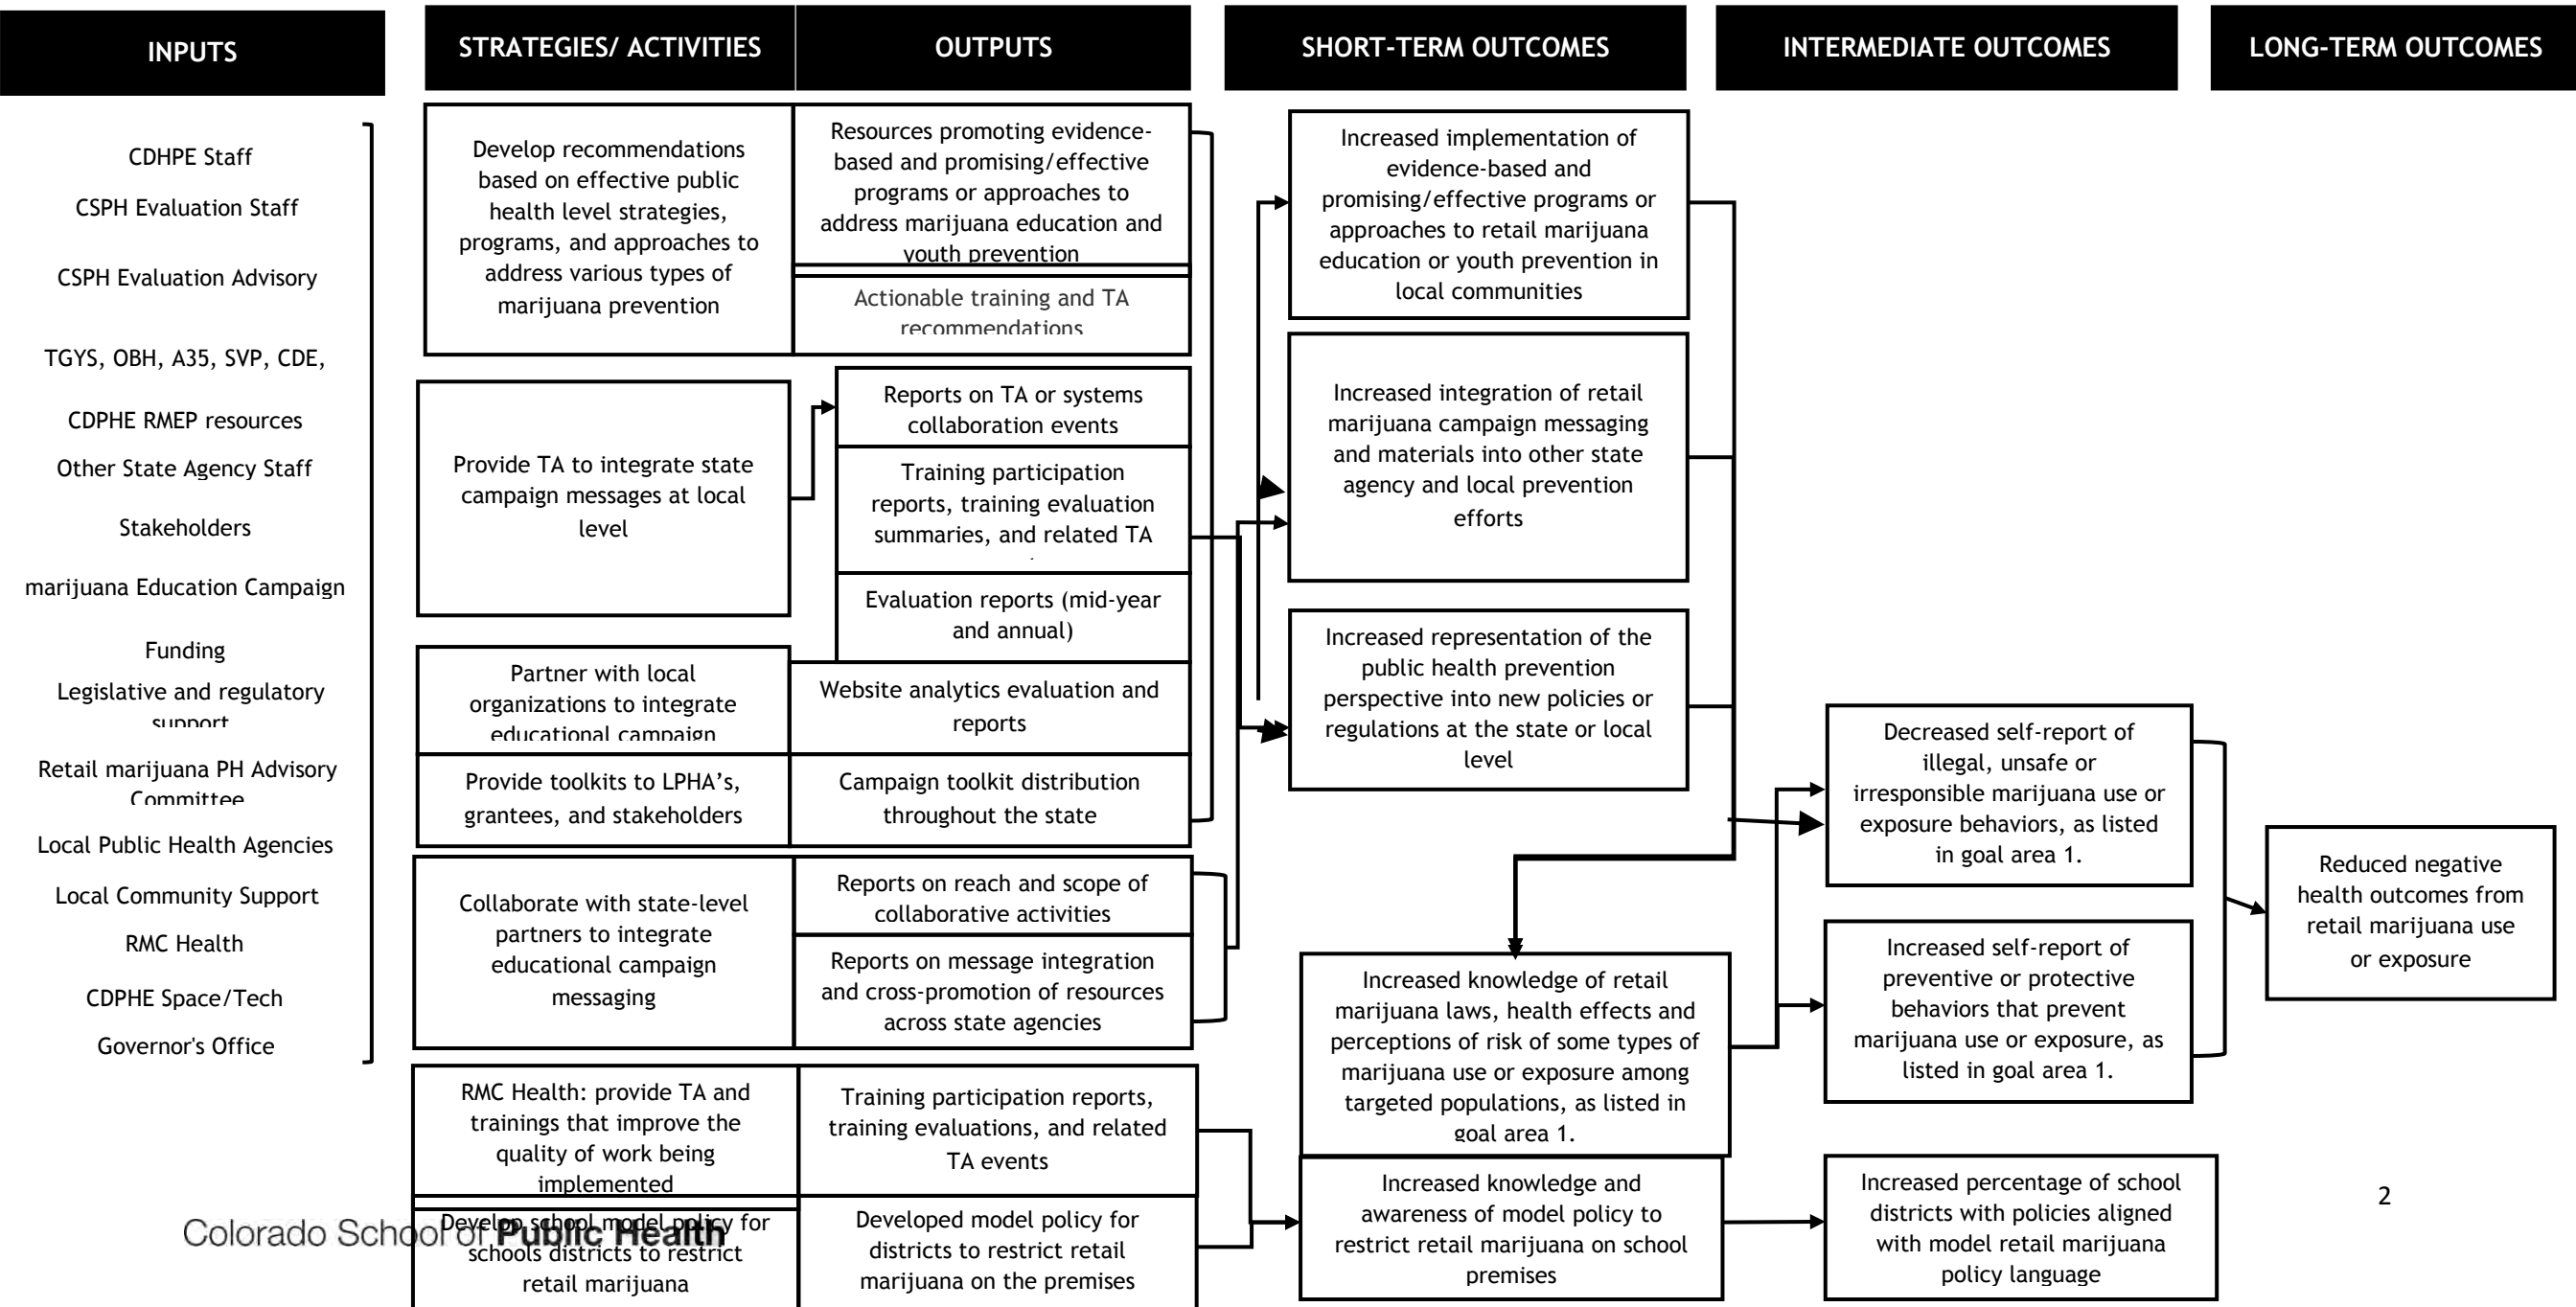 INPUTS
STRATEGIES/ ACTIVITIES
OUTPUTS
SHORT-TERM OUTCOMES
INTERMEDIATE OUTCOMES
LONG-TERM OUTCOMES
CDHPE Staff
CSPH Evaluation Staff
CSPH Evaluation Advisory
TGYS, OBH, A35, SVP, CDE,
CDPHE RMEP resources
Other State Agency Staff
Stakeholders
marijuana Education Campaign
Funding
Legislative and regulatory
support
Retail marijuana PH Advisory
Committee
Local Public Health Agencies
Local Community Support
RMC Health
CDPHE Space/Tech
Governor's Office
Develop recommendations
based on effective public
health level strategies,
programs, and approaches to
address various types of
marijuana prevention
Resources promoting evidence-
based and promising/effective
programs or approaches to
address marijuana education and
youth prevention
Actionable training and TA
recommendations
Provide TA to integrate state
campaign messages at local
level
Reports on TA or systems
collaboration events
Training participation
reports, training evaluation
summaries, and related TA
Evaluation reports (mid-year
and annual)
Partner with local
organizations to integrate
educational campaign
Website analytics evaluation and
reports
Provide toolkits to LPHA’s,
grantees, and stakeholders
Campaign toolkit distribution
throughout the state
Collaborate with state-level
partners to integrate
educational campaign
messaging
Reports on reach and scope of
collaborative activities
Reports on message integration
and cross-promotion of resources
across state agencies
RMC Health: provide TA and
trainings that improve the
quality of work being
implemented
Training participation reports,
training evaluations, and related
TA events
Develop school model policy for
schools districts to restrict
retail marijuana
Developed model policy for
districts to restrict retail
marijuana on the premises
Increased implementation of
evidence-based and
promising/effective programs or
approaches to retail marijuana
education or youth prevention in
local communities
Increased integration of retail
marijuana campaign messaging
and materials into other state
agency and local prevention
efforts
Increased representation of the
public health prevention
perspective into new policies or
regulations at the state or local
level
Increased knowledge of retail
marijuana laws, health effects and
perceptions of risk of some types of
marijuana use or exposure among
targeted populations, as listed in
goal area 1.
Increased knowledge and
awareness of model policy to
restrict retail marijuana on school
premises
Decreased self-report of
illegal, unsafe or
irresponsible marijuana use or
exposure behaviors, as listed
in goal area 1.
Increased self-report of
preventive or protective
behaviors that prevent
marijuana use or exposure, as
listed in goal area 1.
Increased percentage of school
districts with policies aligned
with model retail marijuana
policy language
Reduced negative
health outcomes from
retail marijuana use
or exposure
2
Colorado School of Public Health